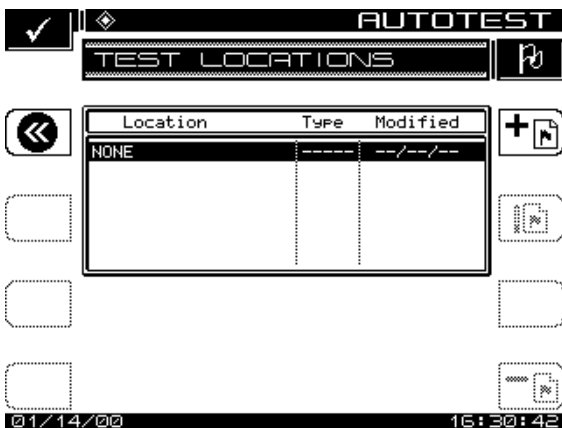 AUTOTEST
TEST LOCATIONS
Location Type Modified
NONE ----- --/--/--
01/14/00 16:30:42